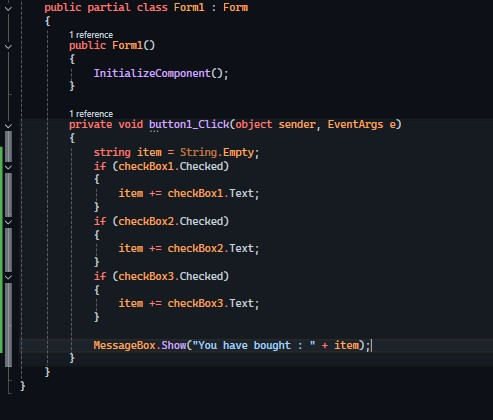 public partial class Form1 : Form
{
1 reference
public Form1()
{
InitializeComponent();
}
1 reference
private void button1_Click(object sender, EventArgs e)
{
string item = String.Empty;
if (checkBox1.Checked)
{
item += checkBox1.Text;
}
if (checkBox2.Checked)
{
item += checkBox2.Text;
}
if (checkBox3.Checked)
{
item += checkBox3.Text;
}
MessageBox.Show("You have bought : " + item);
}
}
}